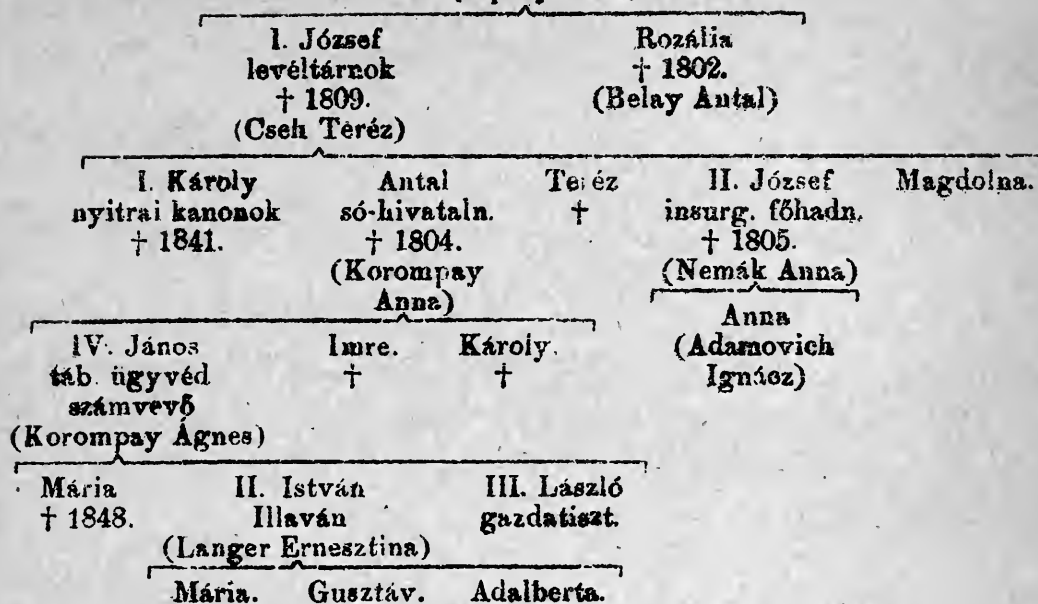 I. József Rozália
levéltárnok † 1802.
† 1809. (Belay Antal)
(Cseh Teréz)
I. Károly Antal Teréz II. József Magdolna.
nyitrai kanonok só-hivataln. † insurg. főhadn.
† 1841. † 1804. † 1805.
(Korompay (Nemák Anna)
Anna) Anna
IV. János Imre. Károly. (Adamovich
táb. ügyvéd † † Ignácz)
számvevő
(Korompay Ágnes)
Mária II. István III. László
† 1848. Illaván gazdatiszt.
(Langer Ernesztina)
Mária. Gusztáv. Adalberta.